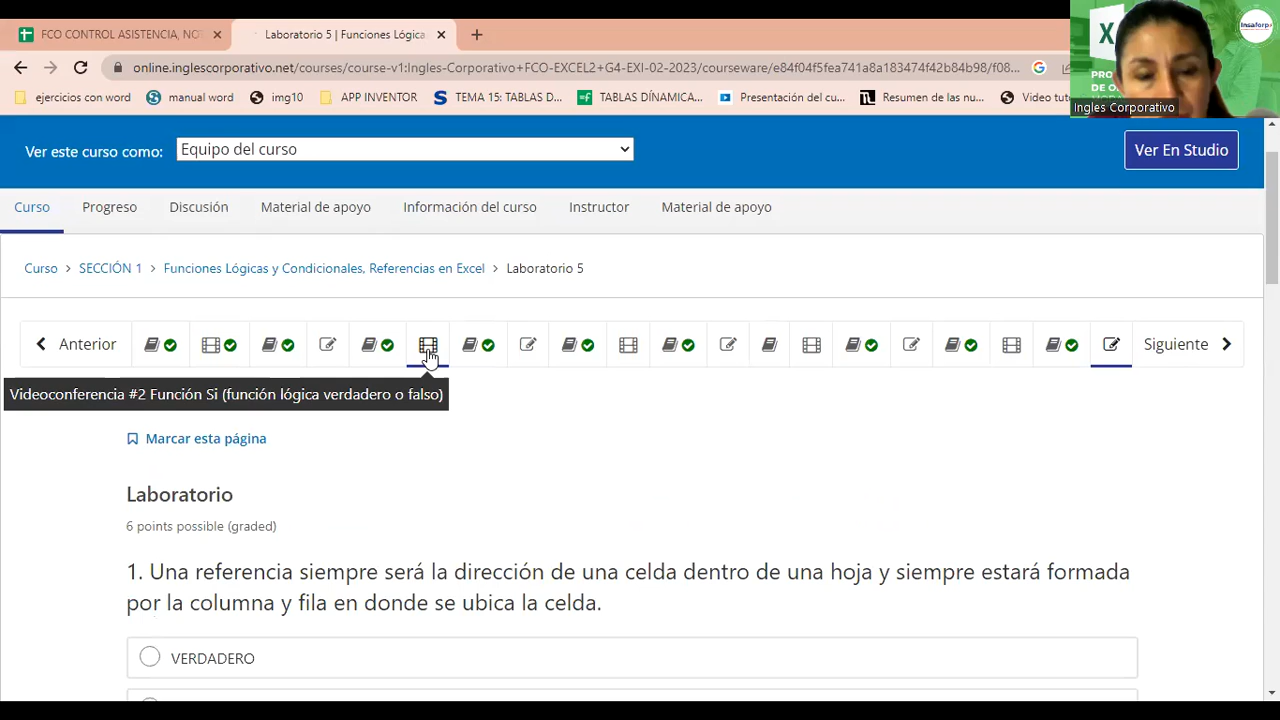 FCO CONTROL ASISTENCIA, NO
Laboratorio 5 | Funciones Lógica
online.inglescorporativo.net/courses/course-v1:Ingles-Corporativo+FCO-EXCEL2+G4-EXI-02-2023/courseware/e84f04f5fea741a8a183474f42b84b98/f08...
ejercicios con word
manual word
img10
APP INVENTOR
TEMA 15: TABLAS D...
TABLAS DÍNAMICA...
Presentación del cu...
Resumen de las nu...
Video tuto
Insaforp
X
PRO
DE O
Ingles Corporativo
Ver este curso como:
Equipo del curso
Ver En Studio
Curso
Progreso
Discusión
Material de apoyo
Información del curso
Instructor
Material de apoyo
Curso > SECCIÓN 1 > Funciones Lógicas y Condicionales, Referencias en Excel > Laboratorio 5
Anterior
Siguiente
Videoconferencia #2 Función Si (función lógica verdadero o falso)
Marcar esta página
Laboratorio
6 points possible (graded)
1. Una referencia siempre será la dirección de una celda dentro de una hoja y siempre estará formada
por la columna y fila en donde se ubica la celda.
VERDADERO